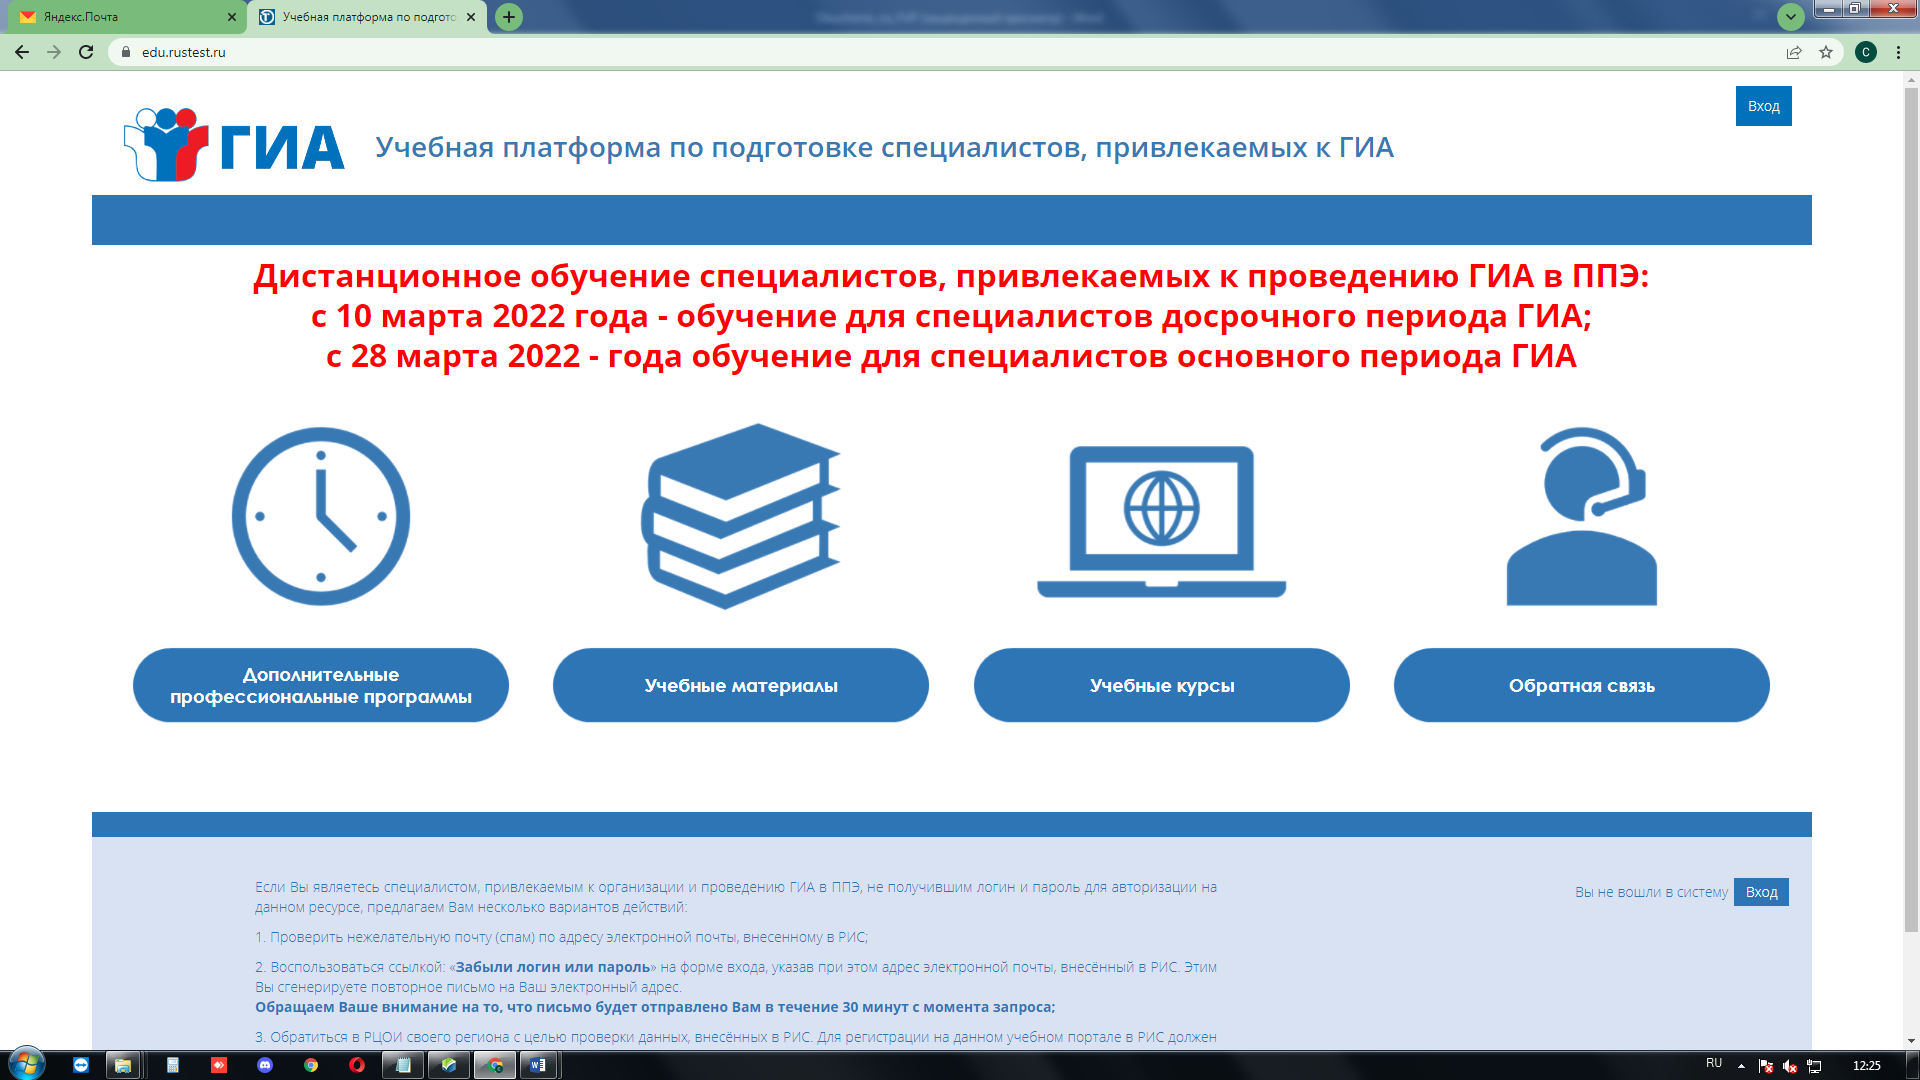 Яндекс.Почта
Учебная платформа по подгото
edu.rustest.ru
C
Вход
ГИА
Учебная платформа по подготовке специалистов, привлекаемых к ГИА
Дистанционное обучение специалистов, привлекаемых к проведению ГИА в ППЭ:
с 10 марта 2022 года - обучение для специалистов досрочного периода ГИА;
с 28 марта 2022 - года обучение для специалистов основного периода ГИА
Дополнительные
профессиональные программы
Учебные материалы
Учебные курсы
Обратная связь
Если Вы являетесь специалистом, привлекаемым к организации и проведению ГИА в ППЭ, не получившим логин и пароль для авторизации на
данном ресурсе, предлагаем Вам несколько вариантов действий:
1. Проверить нежелательную почту (спам) по адресу электронной почты, внесенному в РИС;
2. Воспользоваться ссылкой: «Забыли логин или пароль» на форме входа, указав при этом адрес электронной почты, внесённый в РИС. Этим
Вы сгенерируете повторное письмо на Ваш электронный адрес.
Обращаем Ваше внимание на то, что письмо будет отправлено Вам в течение 30 минут с момента запроса;
3. Обратиться в РЦОИ своего региона с целью проверки данных, внесённых в РИС. Для регистрации на данном учебном портале в РИС должен
Вы не вошли в систему
Вход
RU
12:25